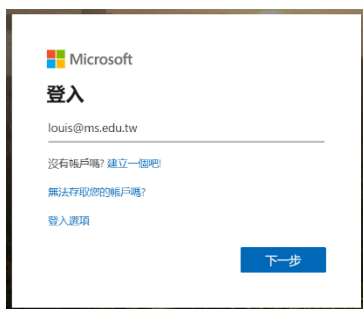 Microsoft
登入
louis@ms.edu.tw
沒有帳戶嗎? 建立一個吧!
無法存取您的帳戶嗎?
登入選項
下一步